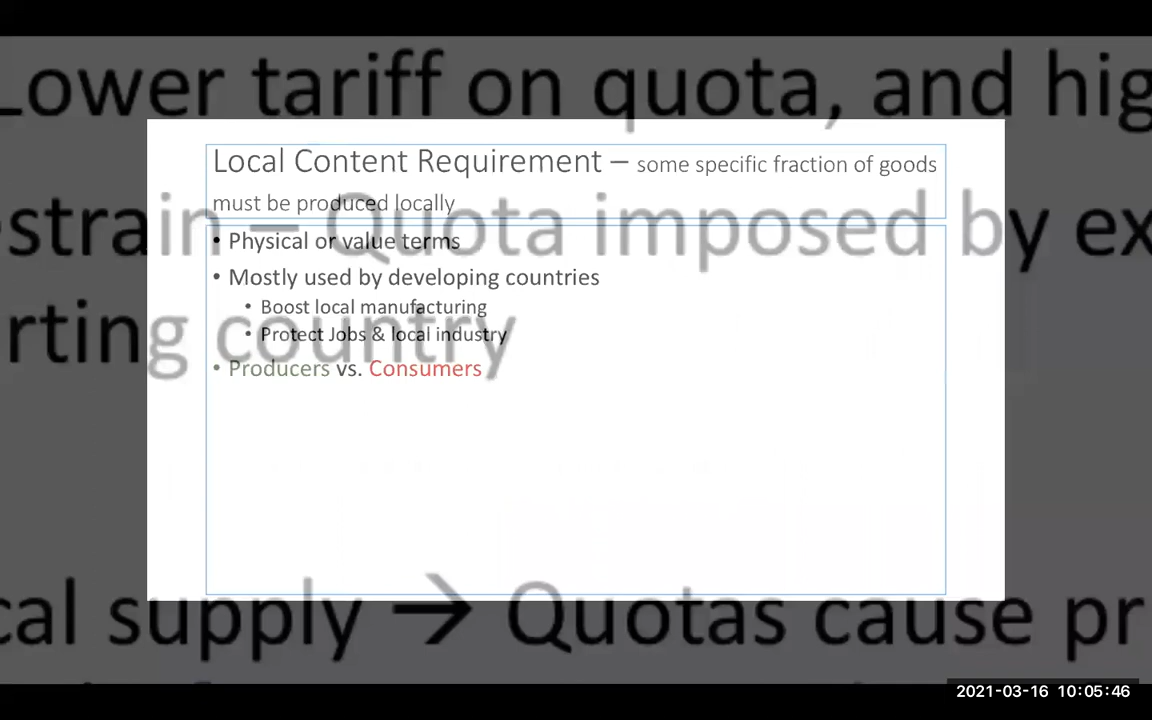 Lower tariff on quota, and hig
Local Content Requirement – some specific fraction of goods
must be produced locally
strain – Quota imposed by ex
• Physical or value terms
• Mostly used by developing countries
• Boost local manufacturing
rting country
• Protect Jobs & local industry
• Producers vs. Consumers
cal supply → Quotas cause pr
2021-03-16 10:05:46